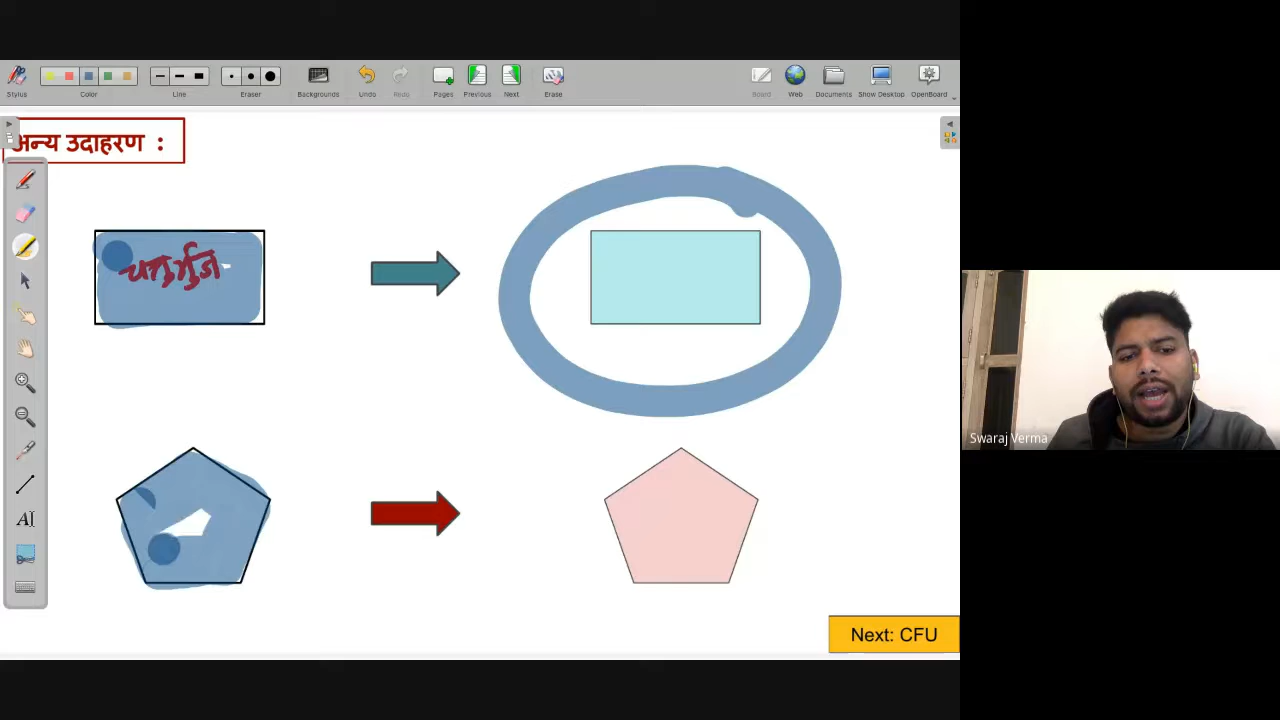 Stylus
Color
Line
Eraser
Backgrounds
Undo
Redo
Pages
Previous
Next
Erase
Board
Web
Documents
Show Desktop
OpenBoard
अन्य उदाहरण :
चतुर्भुज
Swaraj Verma
Next: CFU